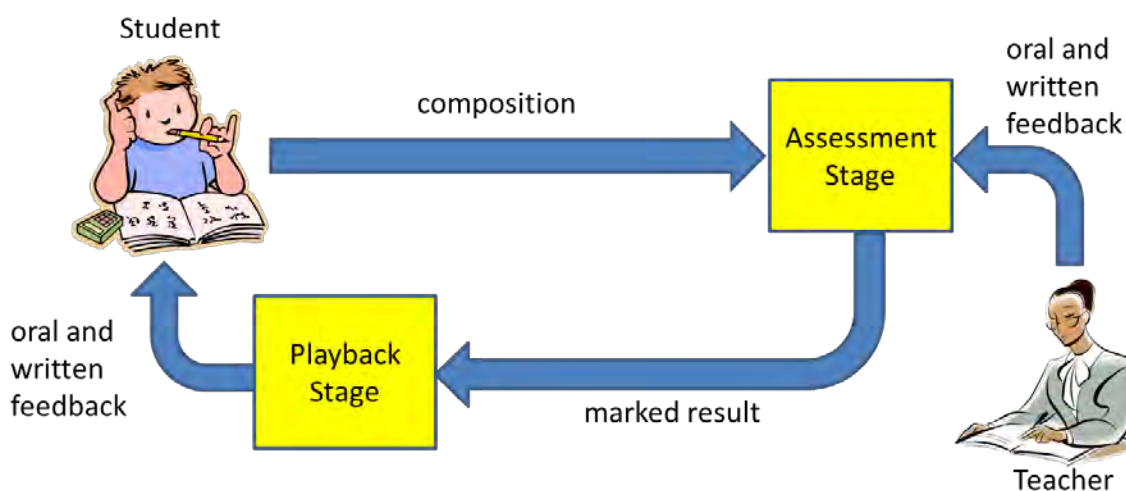 Student
composition
Assessment
Stage
oral and
written
feedback
oral and
written
feedback
Playback
Stage
marked result
Teacher